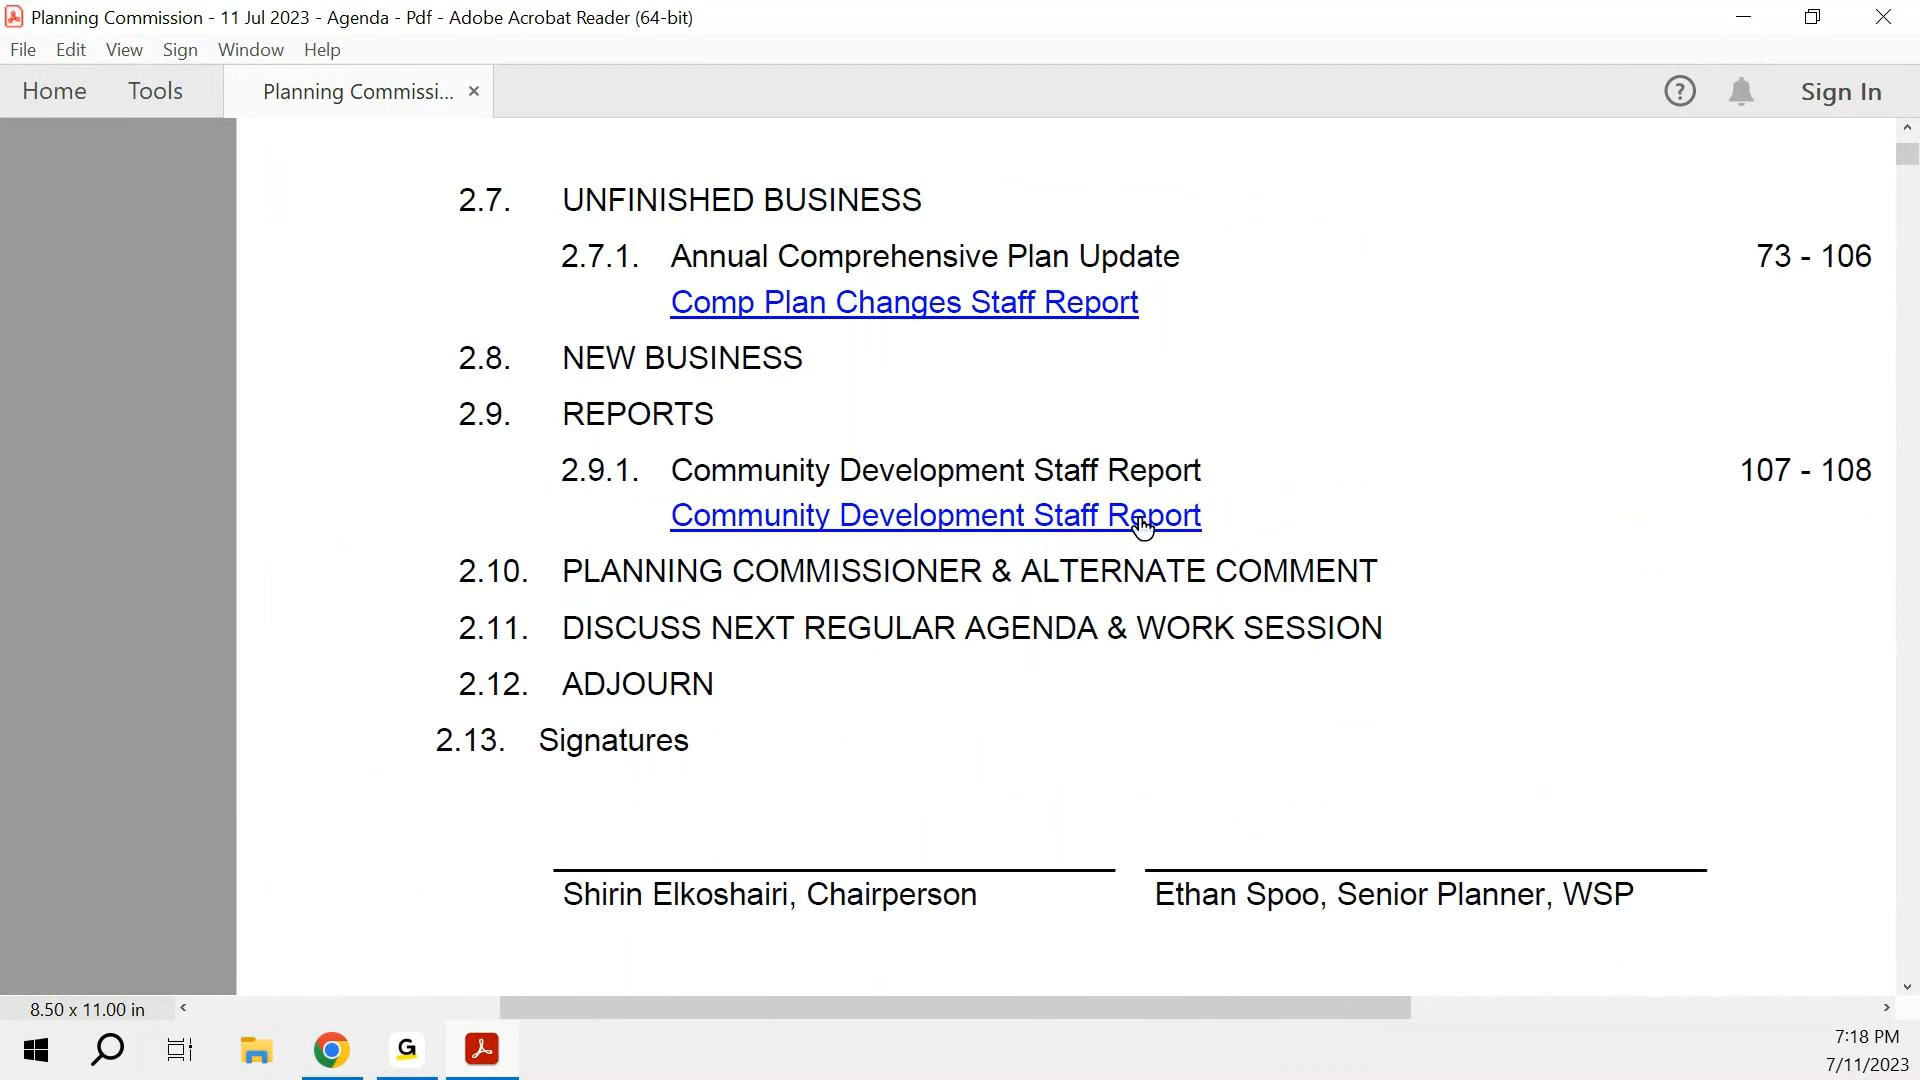 Planning Commission - 11 Jul 2023 - Agenda - Pdf - Adobe Acrobat Reader (64-bit)
File Edit View Sign Window Help
Home Tools Planning Commissi... × Sign In
2.7. UNFINISHED BUSINESS
2.7.1. Annual Comprehensive Plan Update 73 - 106
Comp Plan Changes Staff Report
2.8. NEW BUSINESS
2.9. REPORTS
2.9.1. Community Development Staff Report 107 - 108
Community Development Staff Report
2.10. PLANNING COMMISSIONER & ALTERNATE COMMENT
2.11. DISCUSS NEXT REGULAR AGENDA & WORK SESSION
2.12. ADJOURN
2.13. Signatures
Shirin Elkoshairi, Chairperson Ethan Spoo, Senior Planner, WSP
8.50 x 11.00 in
G
7:18 PM
7/11/2023